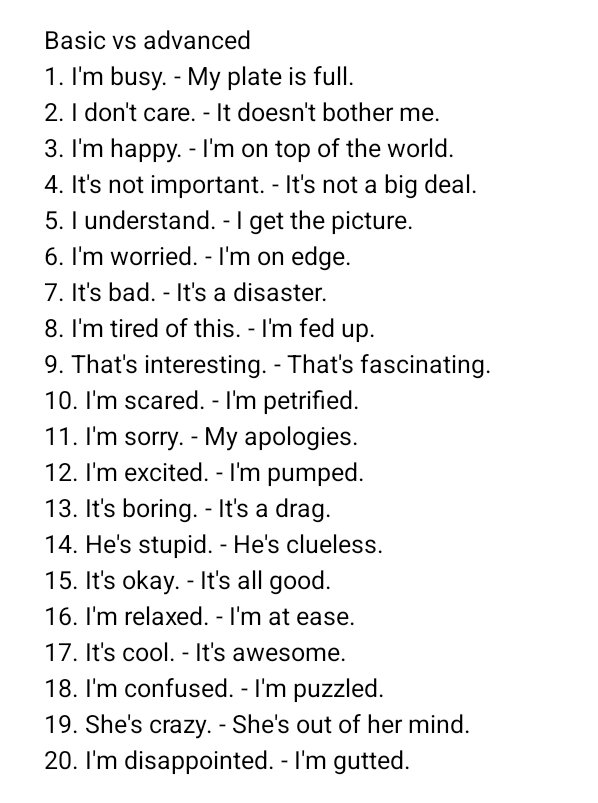 Basic vs advanced
1. I'm busy. - My plate is full.
2. I don't care. - It doesn't bother me.
3. I'm happy. - I'm on top of the world.
4. It's not important. - It's not a big deal.
5. I understand. - I get the picture.
6. I'm worried. - I'm on edge.
7. It's bad. - It's a disaster.
8. I'm tired of this. - I'm fed up.
9. That's interesting. - That's fascinating.
10. I'm scared. - I'm petrified.
11. I'm sorry. - My apologies.
12. I'm excited. - I'm pumped.
13. It's boring. - It's a drag.
14. He's stupid. - He's clueless.
15. It's okay. - It's all good.
16. I'm relaxed. - I'm at ease.
17. It's cool. - It's awesome.
18. I'm confused. - I'm puzzled.
19. She's crazy. - She's out of her mind.
20. I'm disappointed. - I'm gutted.